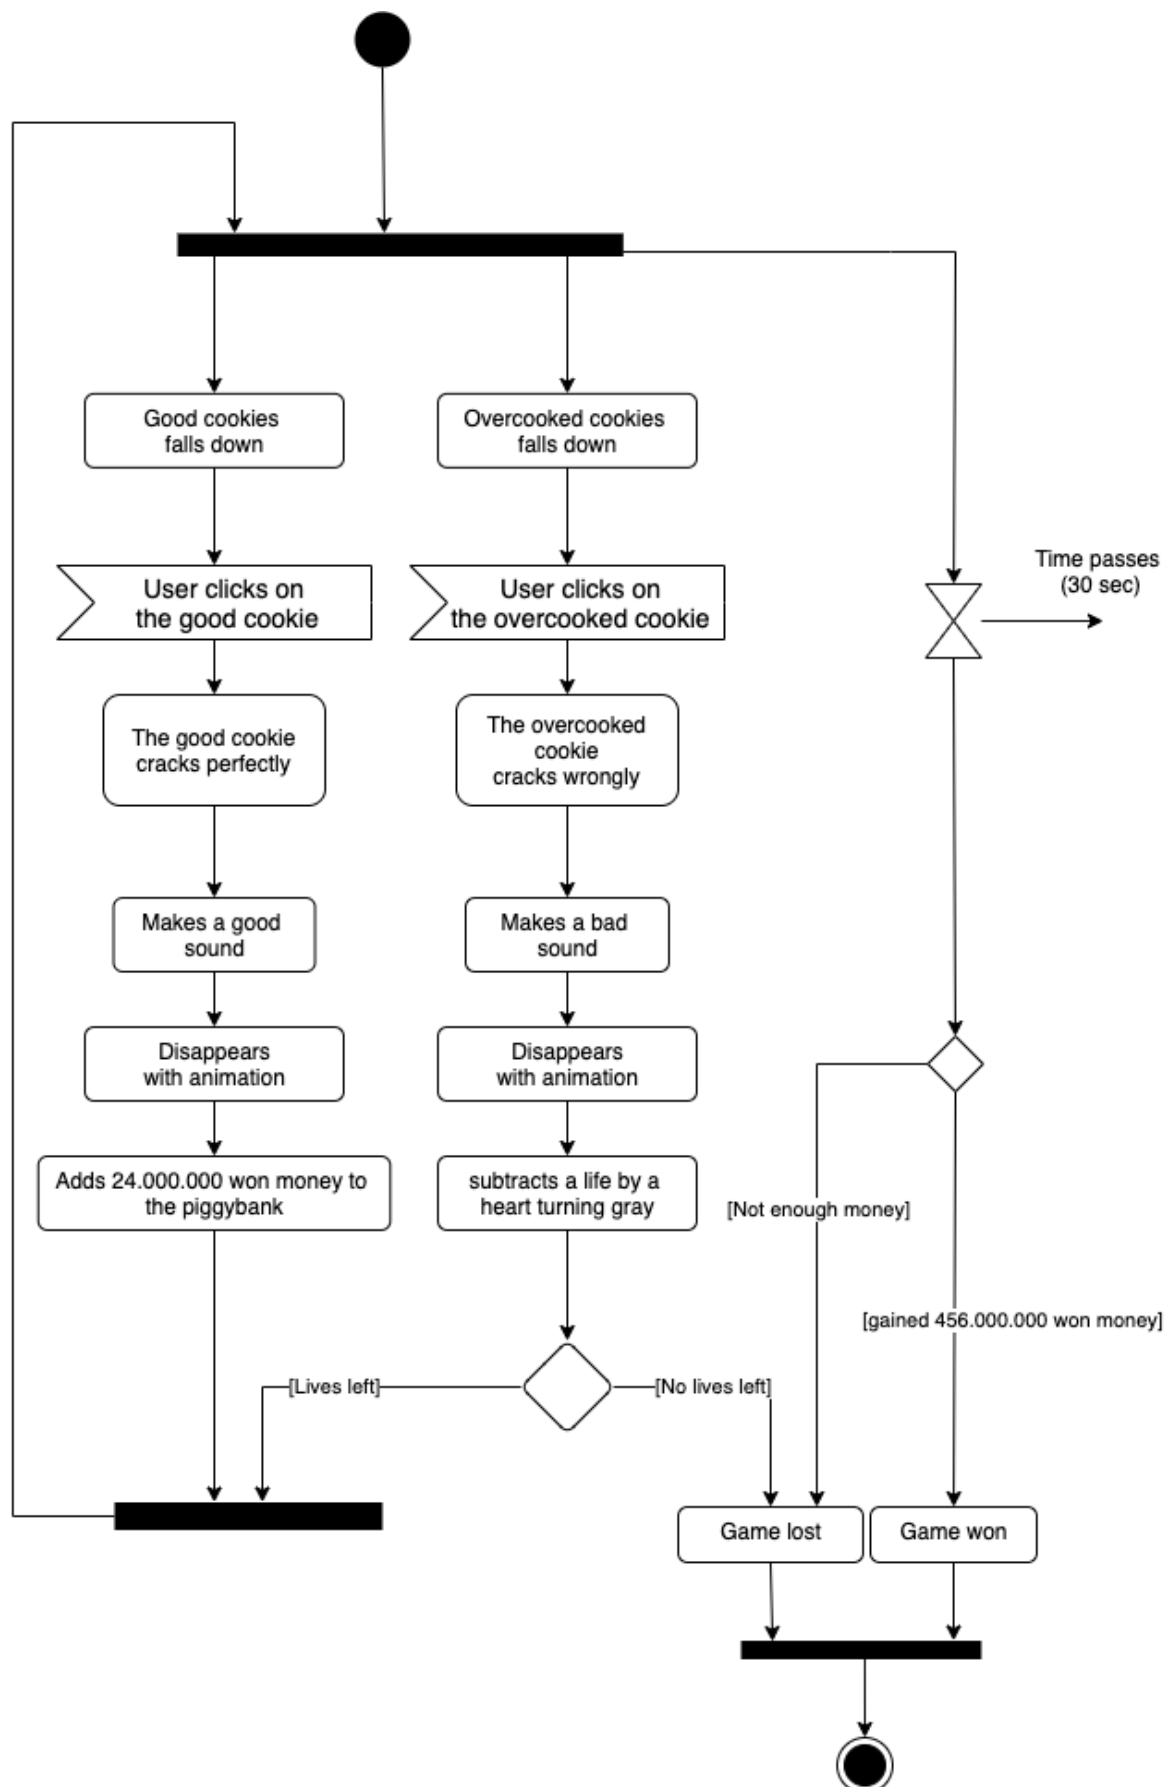 Good cookies
falls down
Overcooked cookies
falls down
Time passes
(30 sec)
User clicks on
the good cookie
User clicks on
the overcooked cookie
The good cookie
cracks perfectly
The overcooked
cookie
cracks wrongly
Makes a good
sound
Makes a bad
sound
Disappears
with animation
Disappears
with animation
Adds 24.000.000 won money to
the piggybank
subtracts a life by a
heart turning gray
[Not enough money]
[gained 456.000.000 won money]
[Lives left]
[No lives left]
Game lost
Game won